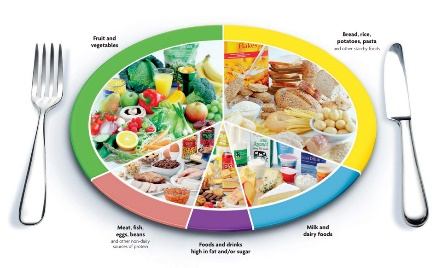 Fruit and
vegetables
Bread, rice,
potatoes, pasta
and other starchy foods
Flakes
Meat, fish,
eggs, beans
and other non-dairy
sources of protein
Foods and drinks
high in fat and/or sugar
Milk and
dairy foods